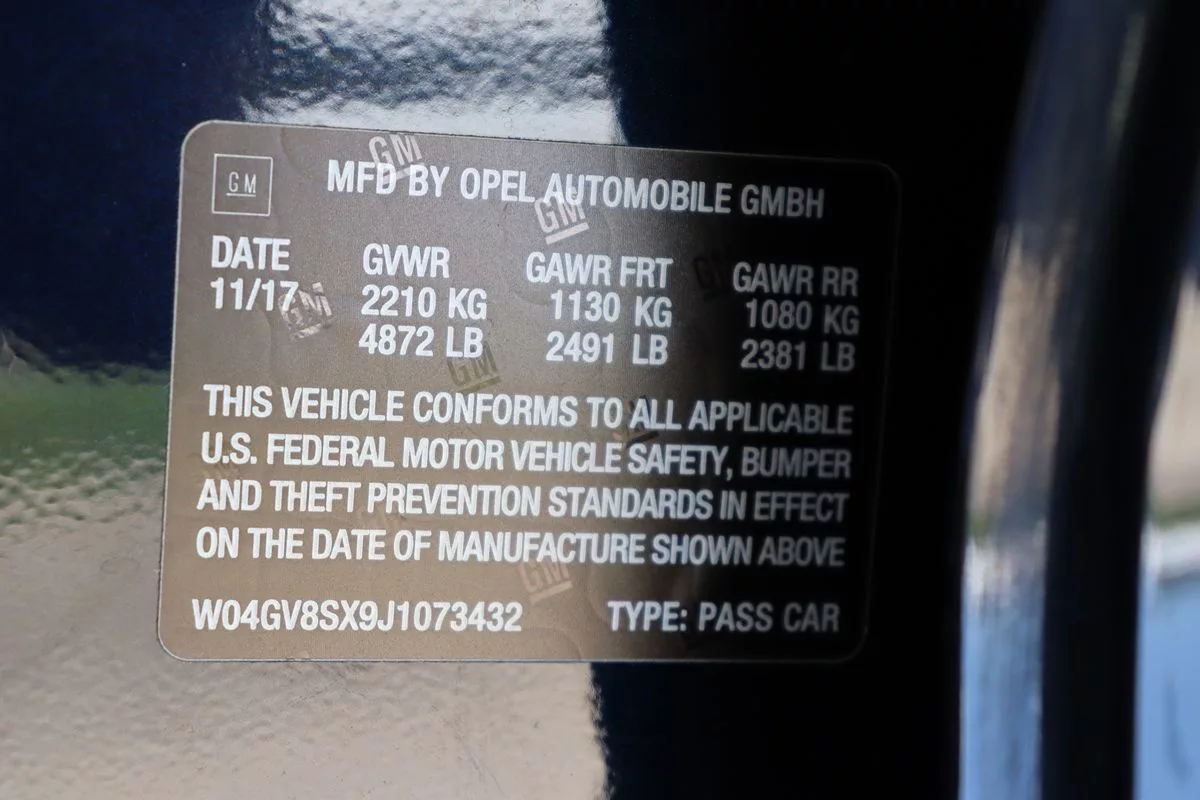 GM
MFD BY OPEL AUTOMOBILE GMBH
DATE GVWR GAWR FRT GAWR RR
11/17 2210 KG 1130 KG 1080 KG
4872 LB 2491 LB 2381 LB
THIS VEHICLE CONFORMS TO ALL APPLICABLE
U.S. FEDERAL MOTOR VEHICLE SAFETY, BUMPER
AND THEFT PREVENTION STANDARDS IN EFFECT
ON THE DATE OF MANUFACTURE SHOWN ABOVE
W04GV8SX9J1073432 TYPE: PASS CAR